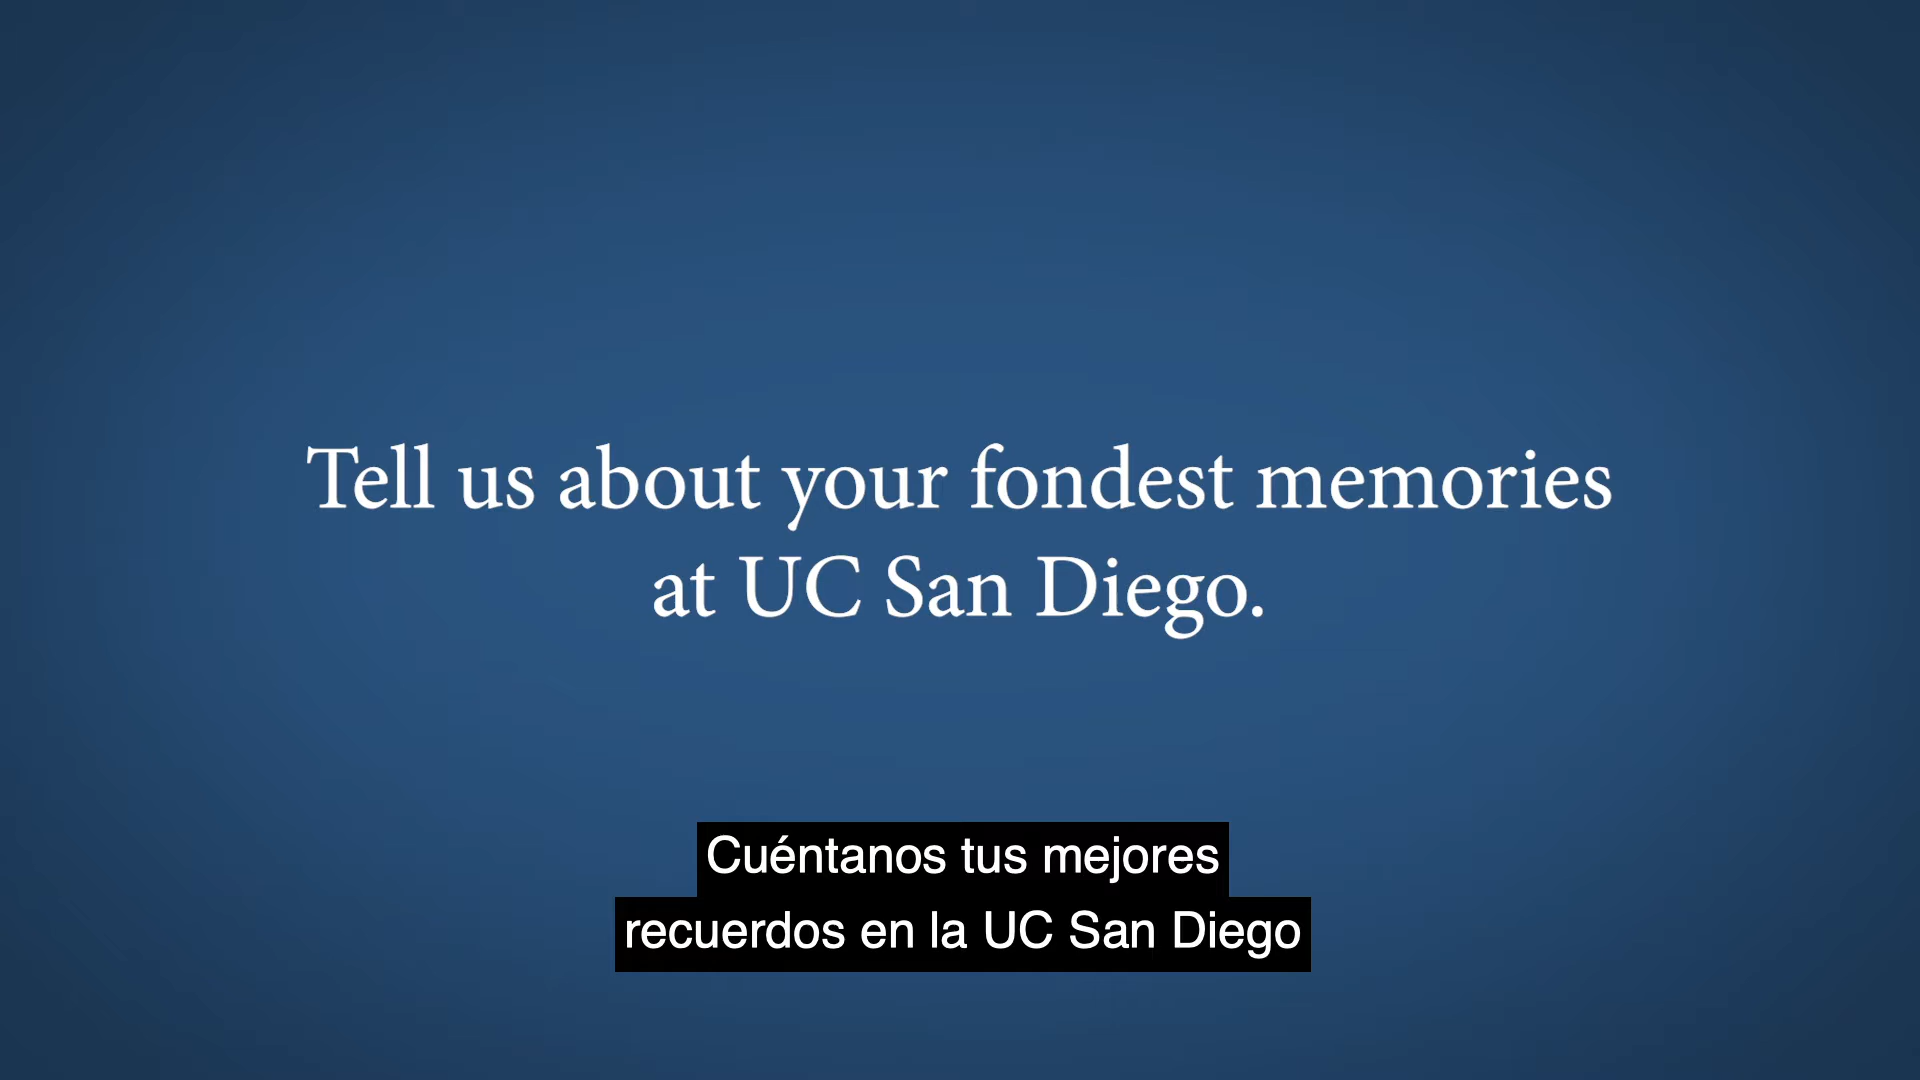 Tell us about your fondest memories
at UC San Diego.
Cuéntanos tus mejores
recuerdos en la UC San Diego